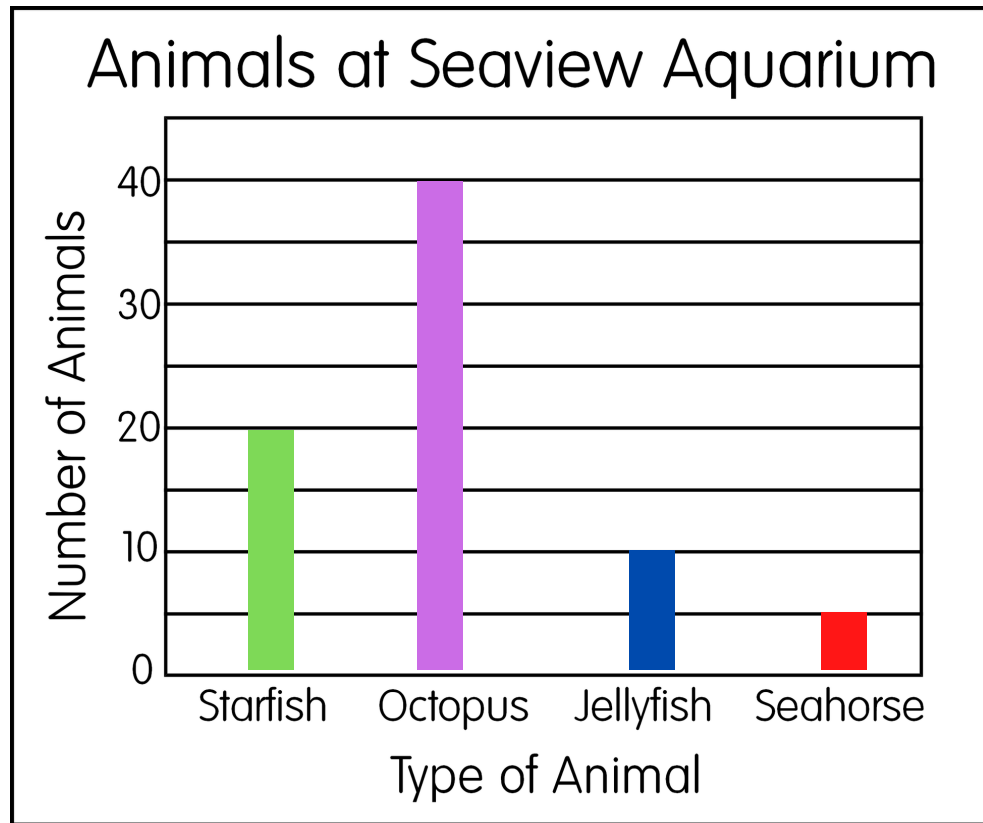 Animals at Seaview Aquarium
Number of Animals
40
30
20
10
0
Starfish Octopus Jellyfish Seahorse
Type of Animal